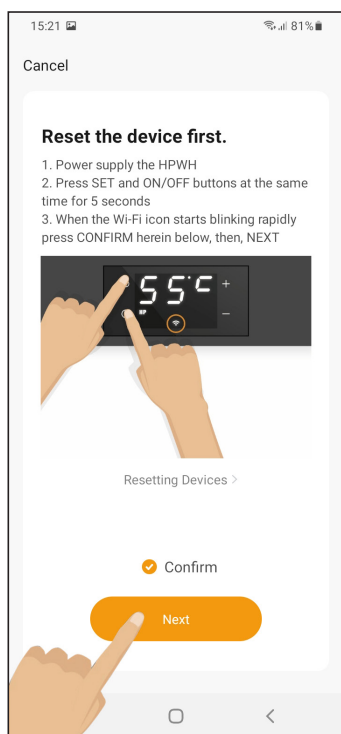 15:21 81%
Cancel
Reset the device first.
1. Power supply the HPWH
2. Press SET and ON/OFF buttons at the same
time for 5 seconds
3. When the Wi-Fi icon starts blinking rapidly
press CONFIRM herein below, then, NEXT
55°C +
HP −
Resetting Devices >
Confirm
Next